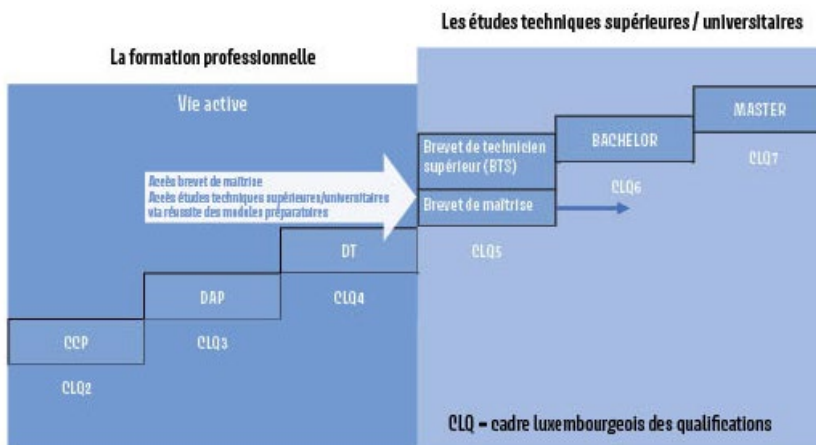 Les études techniques supérieures / universitaires
La formation professionnelle
Vie active
MASTER
CLQ7
BACHELOR
CLQ6
Brevet de technicien
supérieur (BTS)
Brevet de maîtrise
CLQ5
Accès brevet de maîtrise
Accès études techniques supérieures/universitaires
via réussite des modules préparatoires
DT
CLQ4
DAP
CLQ3
CCP
CLQ2
CLQ = cadre luxembourgeois des qualifications